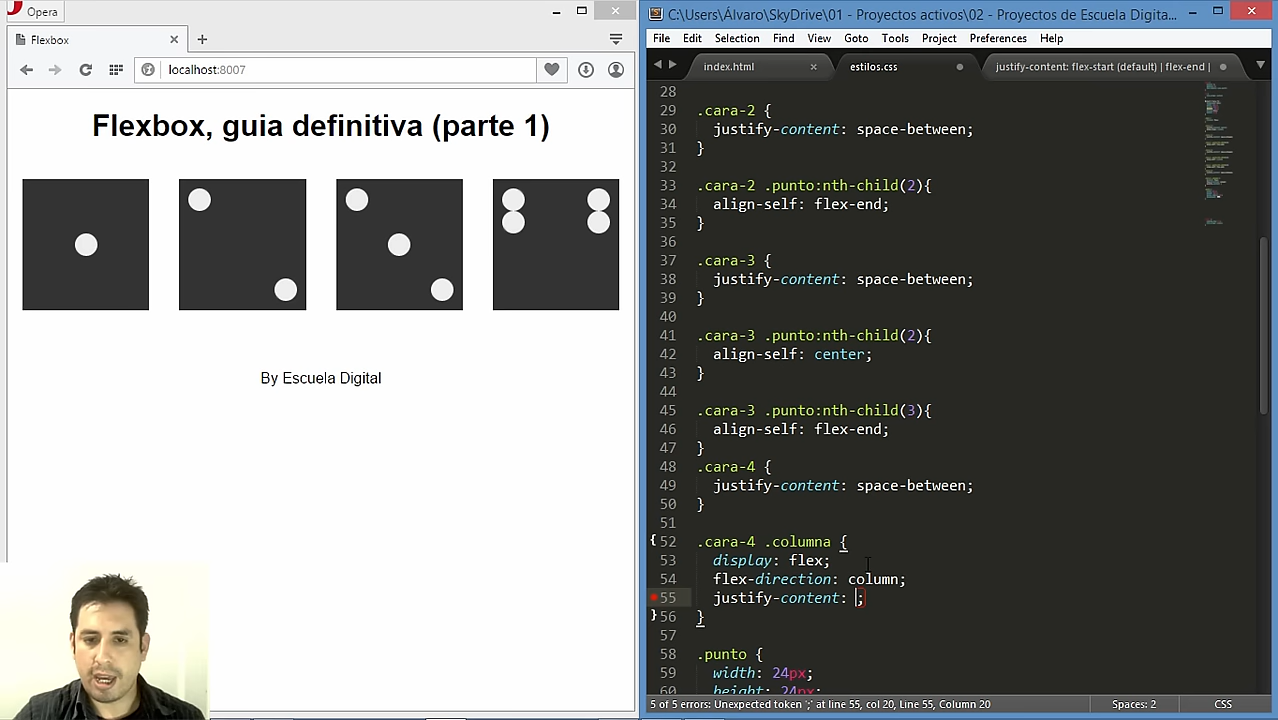 Opera
Flexbox
localhost:8007
Flexbox, guia definitiva (parte 1)
By Escuela Digital
C:\Users\Álvaro\SkyDrive\01 - Proyectos activos\02 - Proyectos de Escuela Digita...
File Edit Selection Find View Goto Tools Project Preferences Help
index.html estilos.css justify-content: flex-start (default) | flex-end |
28
29 .cara-2 {
30 justify-content: space-between;
31 }
32
33 .cara-2 .punto:nth-child(2){
34 align-self: flex-end;
35 }
36
37 .cara-3 {
38 justify-content: space-between;
39 }
40
41 .cara-3 .punto:nth-child(2){
42 align-self: center;
43 }
44
45 .cara-3 .punto:nth-child(3){
46 align-self: flex-end;
47 }
48 .cara-4 {
49 justify-content: space-between;
50 }
51
52 .cara-4 .columna {
53 display: flex;
54 flex-direction: column;
55 justify-content: ;
56 }
57
58 .punto {
59 width: 24px;
60 height: 24px;
5 of 5 errors: Unexpected token ';' at line 55, col 20, Line 55, Column 20 Spaces: 2 CSS